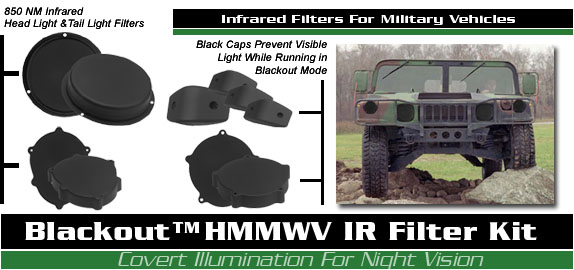 850 NM Infrared
Head Light &Tail Light Filters
Infrared Filters For Military Vehicles
Black Caps Prevent Visible
Light While Running in
Blackout Mode
Blackout™HMMWV IR Filter Kit
Covert Illumination For Night Vision